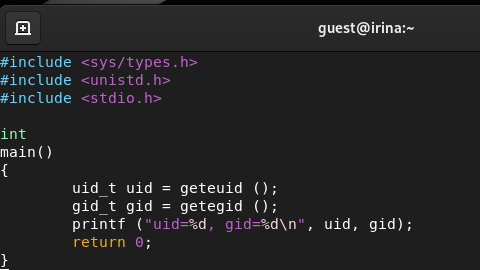 guest@irina:~
#include <sys/types.h>
#include <unistd.h>
#include <stdio.h>
int
main()
{
        uid_t uid = geteuid ();
        gid_t gid = getegid ();
        printf ("uid=%d, gid=%d\n", uid, gid);
        return 0;
}